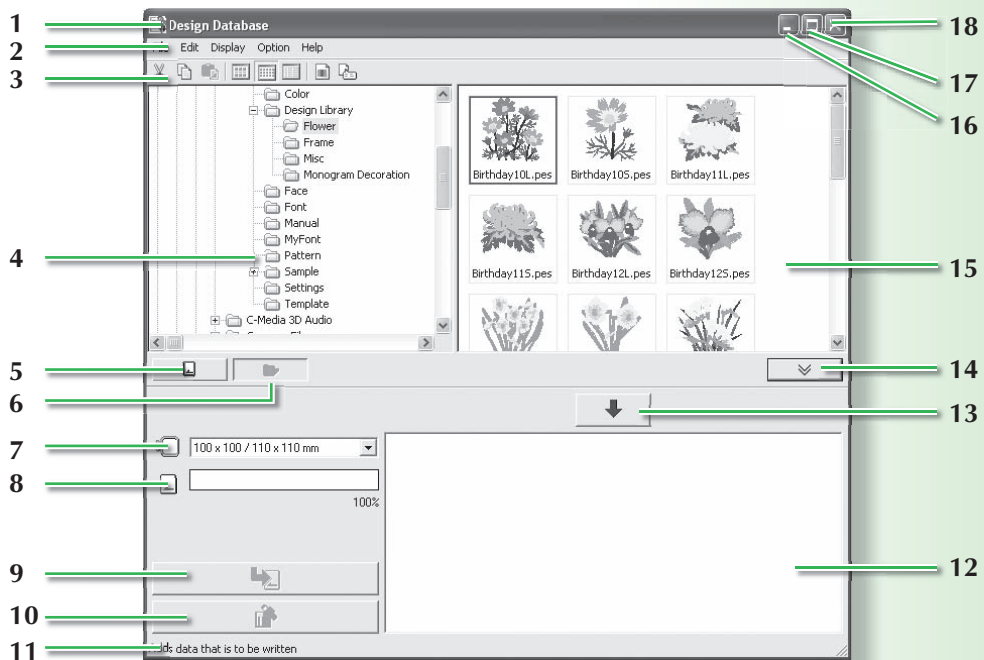 Design Database
Edit Display Option Help
Color
Design Library
Flower
Frame
Misc
Monogram Decoration
Face
Font
Manual
MyFont
Pattern
Sample
Settings
Template
C-Media 3D Audio
Birthday10L.pes Birthday10S.pes Birthday11L.pes
Birthday11S.pes Birthday12L.pes Birthday12S.pes
100 x 100 / 110 x 110 mm
100%
data that is to be written
1
2
3
4
5
6
7
8
9
10
11
12
13
14
15
16
17
18